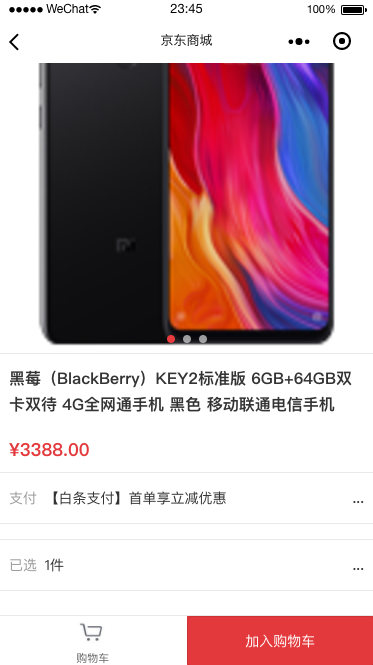 WeChat 23:45 100%
京东商城
黑莓（BlackBerry）KEY2标准版 6GB+64GB双
卡双待 4G全网通手机 黑色 移动联通电信手机
¥3388.00
支付 【白条支付】首单享立减优惠 ...
已选 1件 ...
购物车 加入购物车